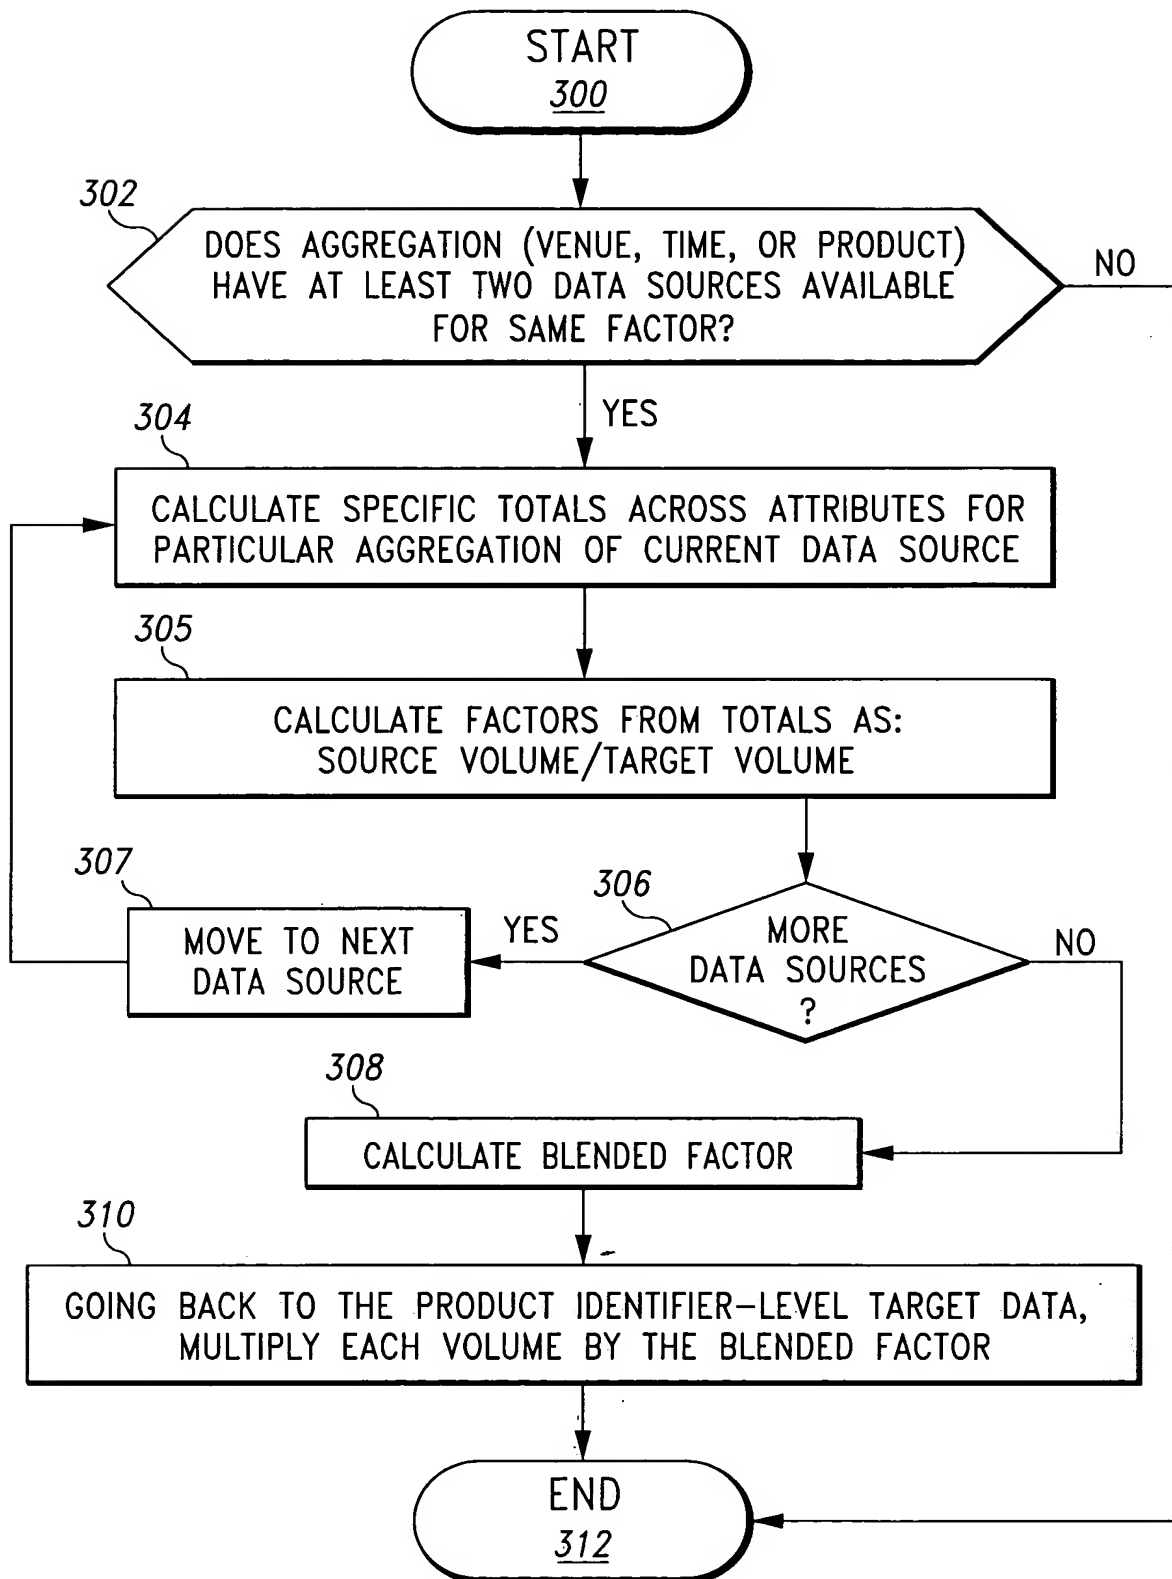 START
300
302
DOES AGGREGATION (VENUE, TIME, OR PRODUCT)
HAVE AT LEAST TWO DATA SOURCES AVAILABLE
FOR SAME FACTOR?
NO
YES
304
CALCULATE SPECIFIC TOTALS ACROSS ATTRIBUTES FOR
PARTICULAR AGGREGATION OF CURRENT DATA SOURCE
305
CALCULATE FACTORS FROM TOTALS AS:
SOURCE VOLUME/TARGET VOLUME
307
MOVE TO NEXT
DATA SOURCE
YES
306
MORE
DATA SOURCES
?
NO
308
CALCULATE BLENDED FACTOR
310
GOING BACK TO THE PRODUCT IDENTIFIER-LEVEL TARGET DATA,
MULTIPLY EACH VOLUME BY THE BLENDED FACTOR
END
312